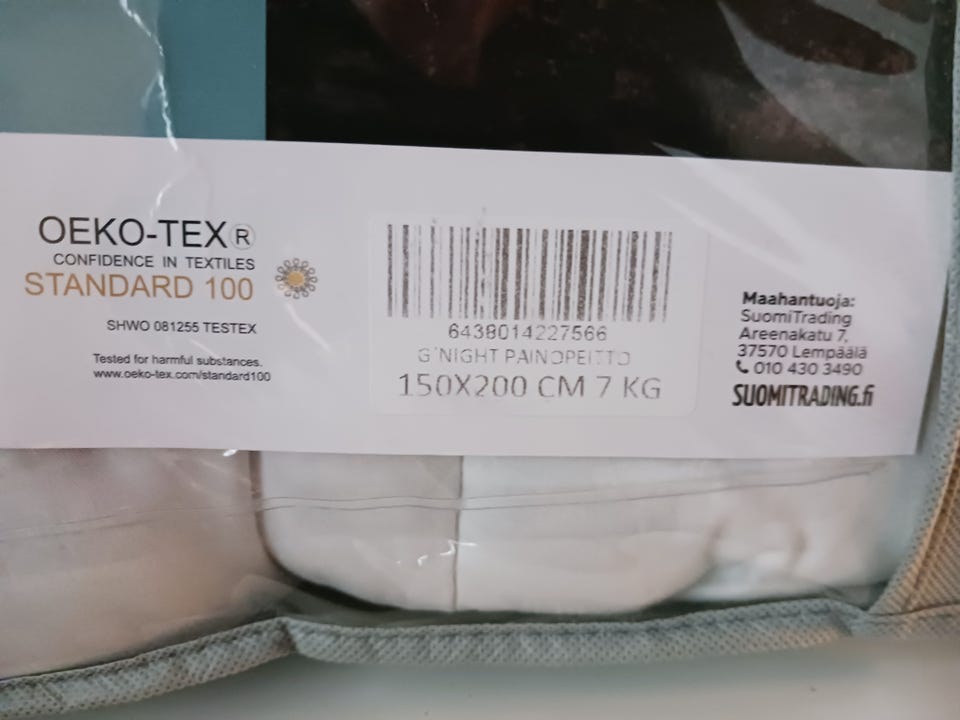 OEKO-TEX®
CONFIDENCE IN TEXTILES
STANDARD 100
SHWO 081255 TESTEX
Tested for harmful substances.
www.oeko-tex.com/standard100
6438014227566
G'NIGHT PAINOPEITTO
150X200 CM 7 KG
Maahantuoja:
SuomiTrading
Areenakatu 7,
37570 Lempäälä
010 430 3490
SUOMITRADING.fi